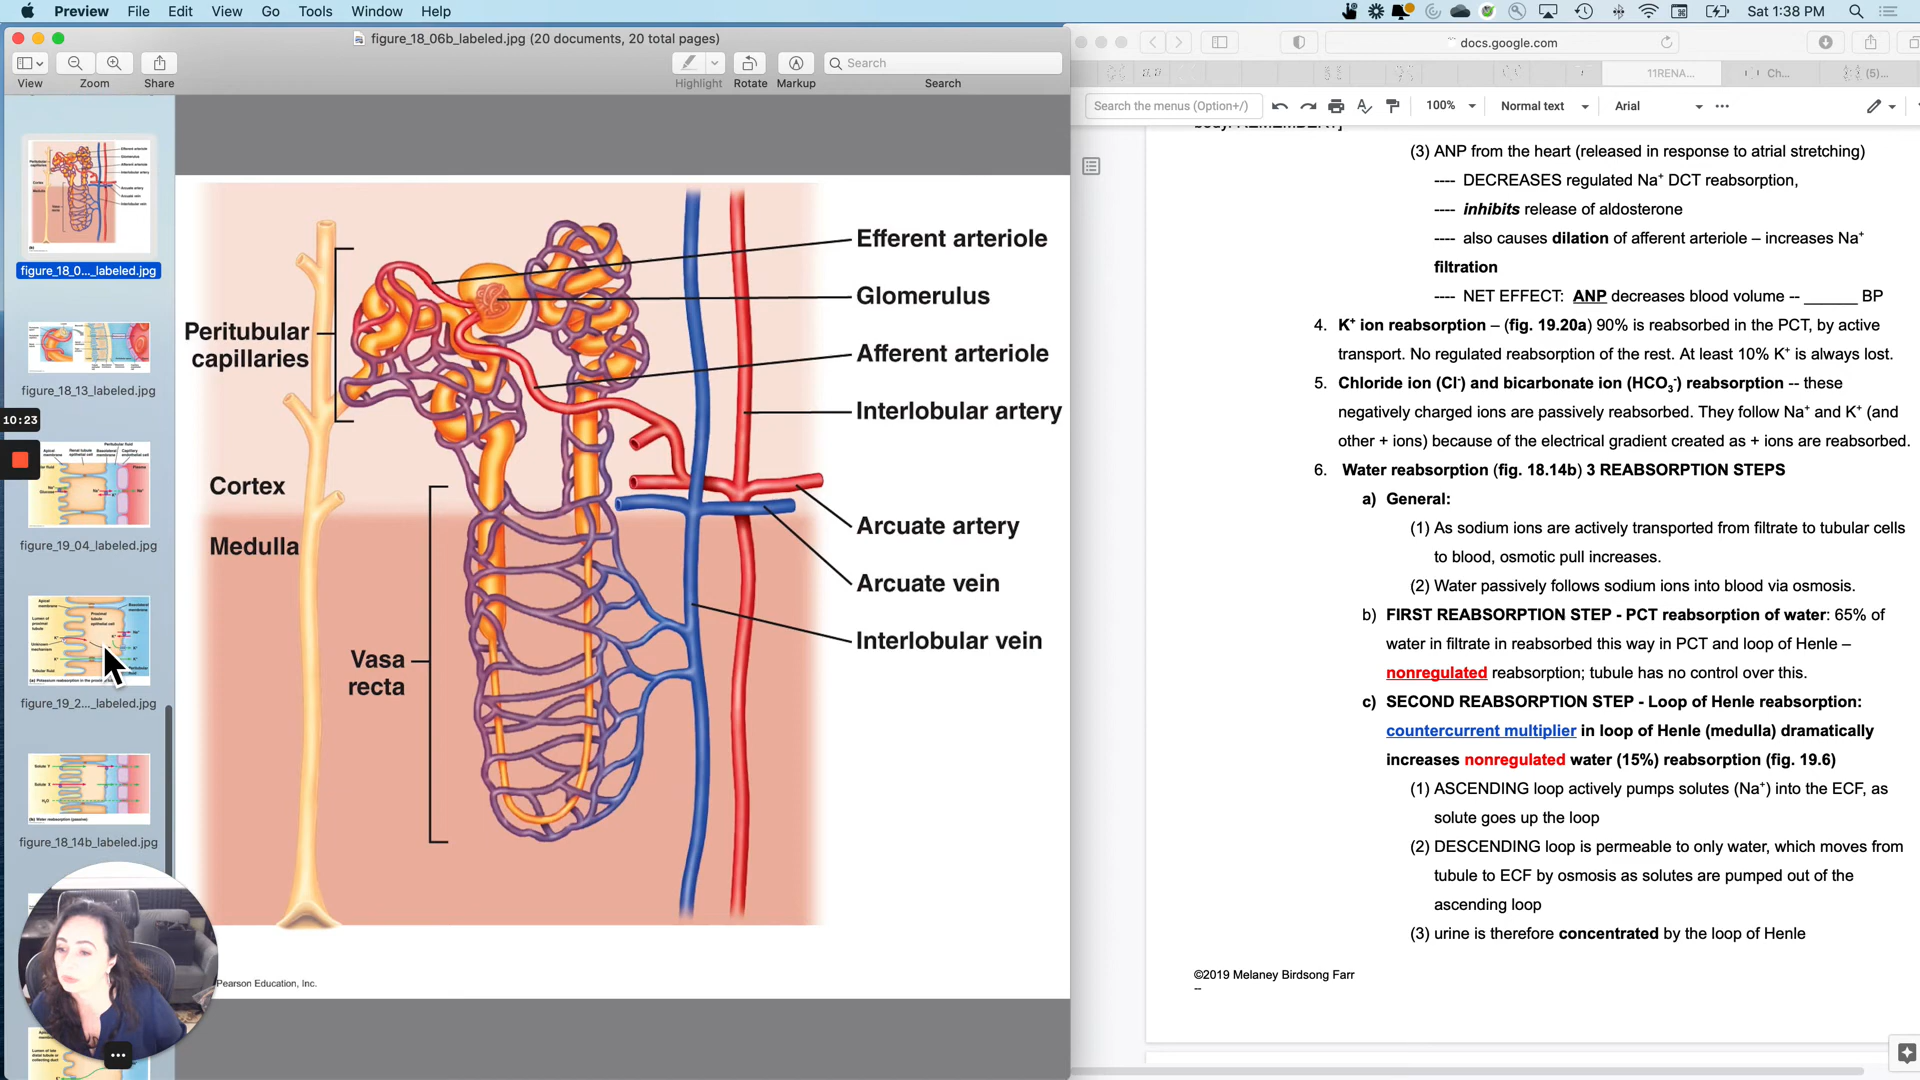 Preview File Edit View Go Tools Window Help
Sat 1:38 PM
figure_18_06b_labeled.jpg (20 documents, 20 total pages)
View
Zoom
Share
Highlight
Rotate
Markup
Search
Search
figure_18_0..._labeled.jpg
figure_18_13_labeled.jpg
10:23
figure_19_04_labeled.jpg
figure_19_2..._labeled.jpg
figure_18_14b_labeled.jpg
Efferent arteriole
Glomerulus
Afferent arteriole
Interlobular artery
Peritubular
capillaries
Cortex
Medulla
Arcuate artery
Arcuate vein
Interlobular vein
Vasa
recta
Pearson Education, Inc.
docs.google.com
11RENA...
Ch...
(5)...
Search the menus (Option+/)
100%
Normal text
Arial
body. REMEMBER!]
(3) ANP from the heart (released in response to atrial stretching)
---- DECREASES regulated Na⁺ DCT reabsorption,
---- inhibits release of aldosterone
---- also causes dilation of afferent arteriole – increases Na⁺
filtration
---- NET EFFECT: ANP decreases blood volume -- ______ BP
4. K⁺ ion reabsorption – (fig. 19.20a) 90% is reabsorbed in the PCT, by active
transport. No regulated reabsorption of the rest. At least 10% K⁺ is always lost.
5. Chloride ion (Cl⁻) and bicarbonate ion (HCO₃⁻) reabsorption -- these
negatively charged ions are passively reabsorbed. They follow Na⁺ and K⁺ (and
other + ions) because of the electrical gradient created as + ions are reabsorbed.
6. Water reabsorption (fig. 18.14b) 3 REABSORPTION STEPS
a) General:
(1) As sodium ions are actively transported from filtrate to tubular cells
to blood, osmotic pull increases.
(2) Water passively follows sodium ions into blood via osmosis.
b) FIRST REABSORPTION STEP - PCT reabsorption of water: 65% of
water in filtrate in reabsorbed this way in PCT and loop of Henle –
nonregulated reabsorption; tubule has no control over this.
c) SECOND REABSORPTION STEP - Loop of Henle reabsorption:
countercurrent multiplier in loop of Henle (medulla) dramatically
increases nonregulated water (15%) reabsorption (fig. 19.6)
(1) ASCENDING loop actively pumps solutes (Na⁺) into the ECF, as
solute goes up the loop
(2) DESCENDING loop is permeable to only water, which moves from
tubule to ECF by osmosis as solutes are pumped out of the
ascending loop
(3) urine is therefore concentrated by the loop of Henle
©2019 Melaney Birdsong Farr
--